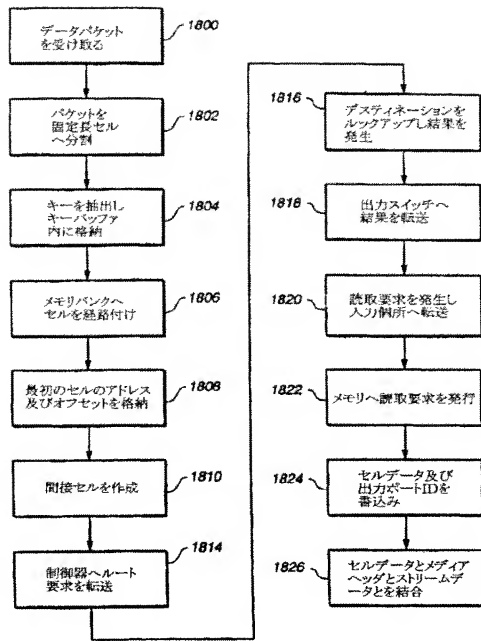 データパケット
を受け取る
1800
パケットを
固定長セル
へ分割
1802
キーを抽出し
キーバッファ
内に格納
1804
メモリバンクへ
セルを経路付け
1806
最初のセルのアドレス
及びオフセットを格納
1808
間接セルを作成
1810
制御器へルート
要求を転送
1814
1816
デスティネーションを
ルックアップし結果を
発生
1818
出力スイッチへ
結果を転送
1820
読取要求を発生し
入力個所へ転送
1822
メモリへ読取要求を発行
1824
セルデータ及び
出力ポートIDを
書込み
1826
セルデータとメディア
ヘッダとストリームデー
タとを結合